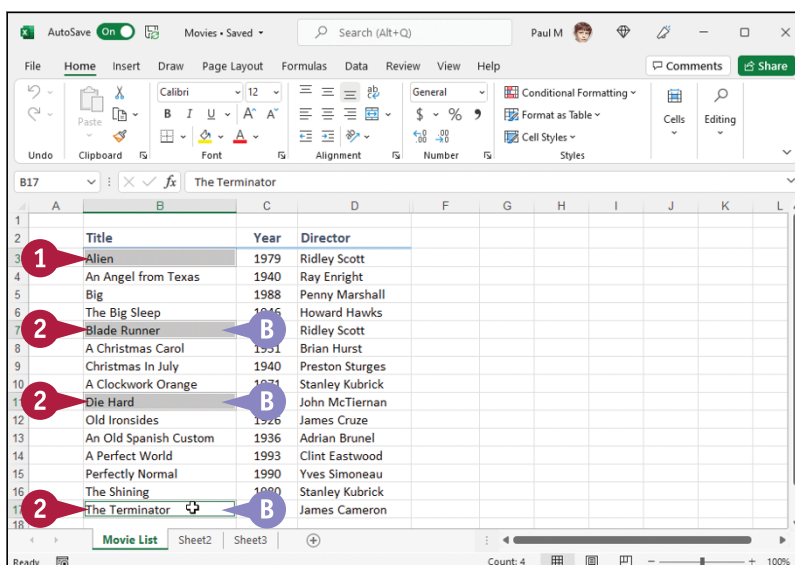 AutoSave On Movies • Saved Search (Alt+Q) Paul M
File Home Insert Draw Page Layout Formulas Data Review View Help Comments Share
Calibri 12 ab General Conditional Formatting
Paste B I U A A $ % 9 Format as Table Cells Editing
A Cell Styles
Undo Clipboard Font Alignment Number Styles
B17 fx The Terminator
A B C D F G H I J K L
1
2 Title Year Director
3 1 Alien 1979 Ridley Scott
4 An Angel from Texas 1940 Ray Enright
5 Big 1988 Penny Marshall
6 The Big Sleep 1946 Howard Hawks
7 2 Blade Runner B Ridley Scott
8 A Christmas Carol 1951 Brian Hurst
9 Christmas In July 1940 Preston Sturges
10 A Clockwork Orange 1971 Stanley Kubrick
11 2 Die Hard B John McTiernan
12 Old Ironsides 1926 James Cruze
13 An Old Spanish Custom 1936 Adrian Brunel
14 A Perfect World 1993 Clint Eastwood
15 Perfectly Normal 1990 Yves Simoneau
16 The Shining 1980 Stanley Kubrick
17 2 The Terminator B James Cameron
18
Movie List Sheet2 Sheet3
Ready Count: 4 100%